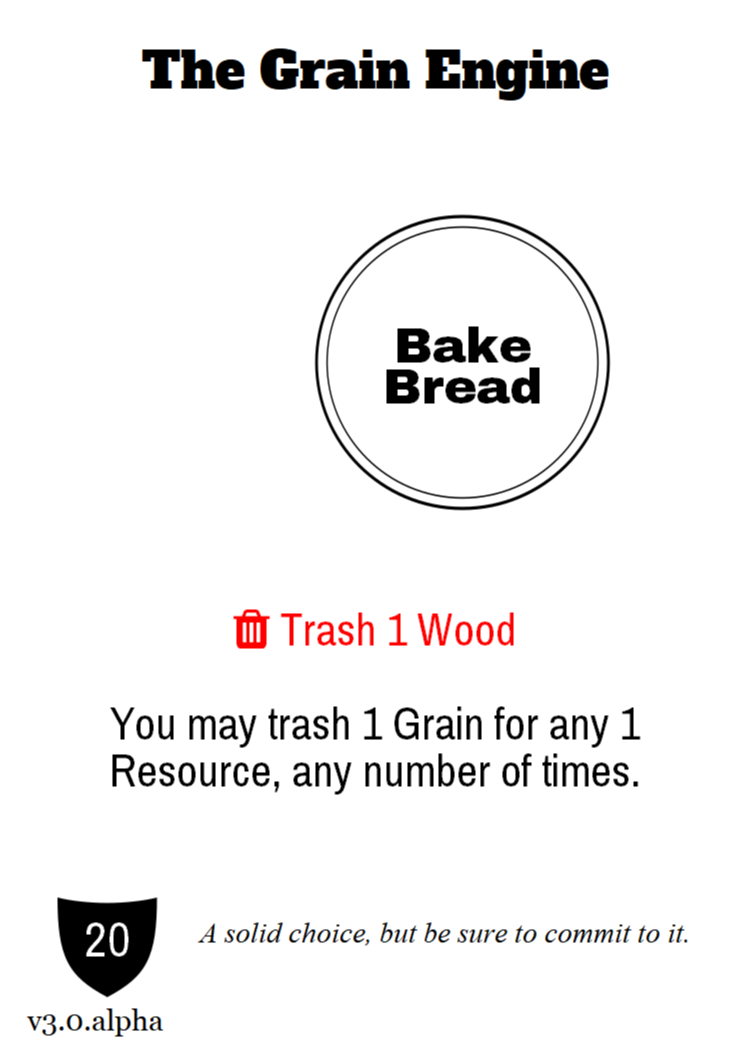 The Grain Engine
Bake
Bread
Trash 1 Wood
You may trash 1 Grain for any 1
Resource, any number of times.
20
A solid choice, but be sure to commit to it.
v3.0.alpha